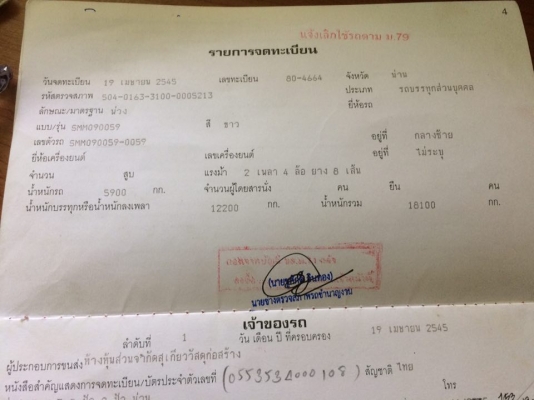 4
แจ้งเลิกใช้รถตาม ม.79
รายการจดทะเบียน
วันจดทะเบียน 19 เมษายน 2545 เลขทะเบียน 80-4664 จังหวัด น่าน
รหัสตรวจสภาพ 504-0163-3100-0005213 ประเภท รถบรรทุกส่วนบุคคล
ลักษณะ/มาตรฐาน พ่วง ยี่ห้อรถ
แบบ/รุ่น SMM090059 สี ขาว
เลขตัวรถ SMM090059-0059 อยู่ที่ กลางซ้าย
ยี่ห้อเครื่องยนต์ เลขเครื่องยนต์ อยู่ที่ ไม่ระบุ
จำนวน สูบ แรงม้า 2 เพลา 4 ล้อ ยาง 8 เส้น
น้ำหนักรถ 5900 กก. จำนวนผู้โดยสารนั่ง คน ยืน คน
น้ำหนักบรรทุกหรือน้ำหนักลงเพลา 12200 กก. น้ำหนักรวม 18100 กก.
นายช่างตรวจสภาพรถชำนาญงาน
เจ้าของรถ
ลำดับที่ 1 วัน เดือน ปี ที่ครอบครอง 19 เมษายน 2545
ผู้ประกอบการขนส่ง ห้างหุ้นส่วนจำกัดสุเกียววัสดุก่อสร้าง
หนังสือสำคัญแสดงการจดทะเบียน/บัตรประจำตัวเลขที่ (0553534000108) สัญชาติ ไทย
โทร